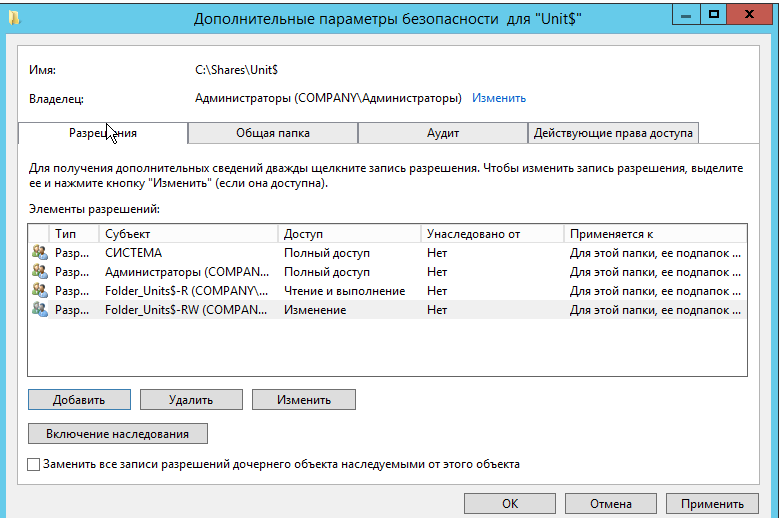 Дополнительные параметры безопасности для "Unit$"
Имя: C:\Shares\Unit$
Владелец: Администраторы (COMPANY\Администраторы) Изменить
Разрешения Общая папка Аудит Действующие права доступа
Для получения дополнительных сведений дважды щелкните запись разрешения. Чтобы изменить запись разрешения, выделите
ее и нажмите кнопку "Изменить" (если она доступна).
Элементы разрешений:
Тип Субъект Доступ Унаследовано от Применяется к
Разр... СИСТЕМА Полный доступ Нет Для этой папки, ее подпапок ...
Разр... Администраторы (COMPAN... Полный доступ Нет Для этой папки, ее подпапок ...
Разр... Folder_Units$-R (COMPANY\... Чтение и выполнение Нет Для этой папки, ее подпапок ...
Разр... Folder_Units$-RW (COMPAN... Изменение Нет Для этой папки, ее подпапок ...
Добавить Удалить Изменить
Включение наследования
Заменить все записи разрешений дочернего объекта наследуемыми от этого объекта
ОК Отмена Применить